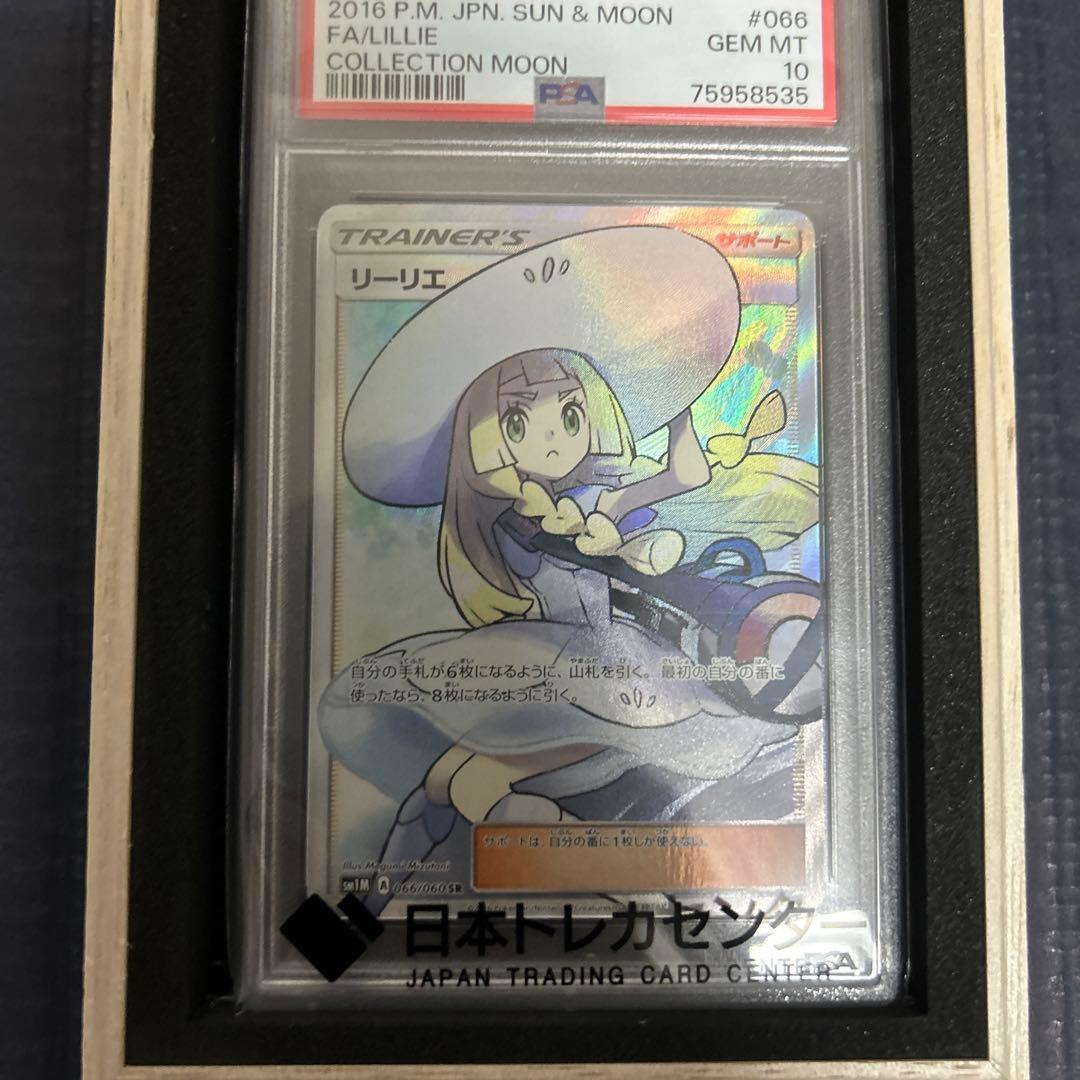 2016 P.M. JPN. SUN & MOON #066
FA/LILLIE GEM MT
COLLECTION MOON 10
PSA 75958535
TRAINER'S サポート
リーリエ
自分の手札が6枚になるように、山札を引く。最初の自分の番に
使ったなら、8枚になるように引く。
サポートは、自分の番に1枚しか使えない。
Illus. Megumi Mizutani
SM1M A 066/060 SR
日本トレカセンター
JAPAN TRADING CARD CENTER